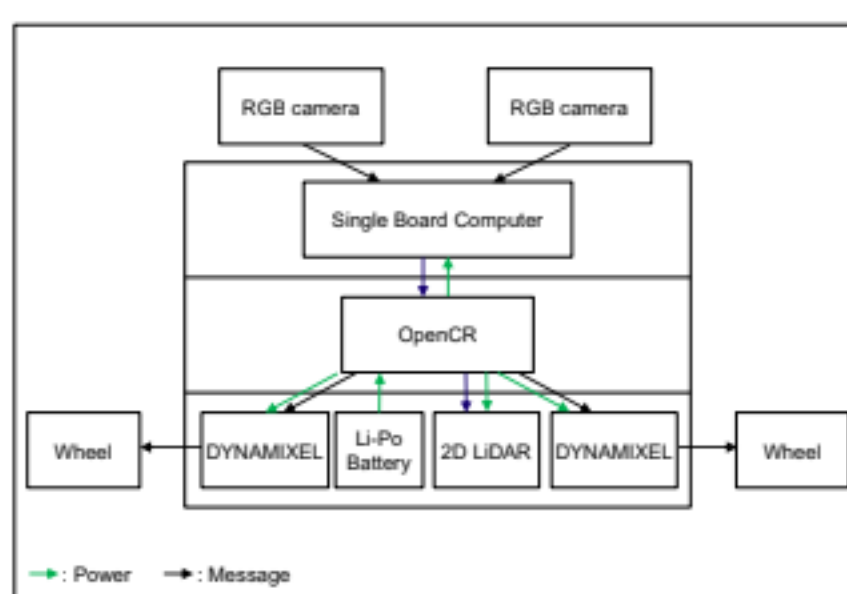 RGB camera
RGB camera
Single Board Computer
OpenCR
Wheel
DYNAMIXEL
Li-Po
Battery
2D LiDAR
DYNAMIXEL
Wheel
: Power
: Message